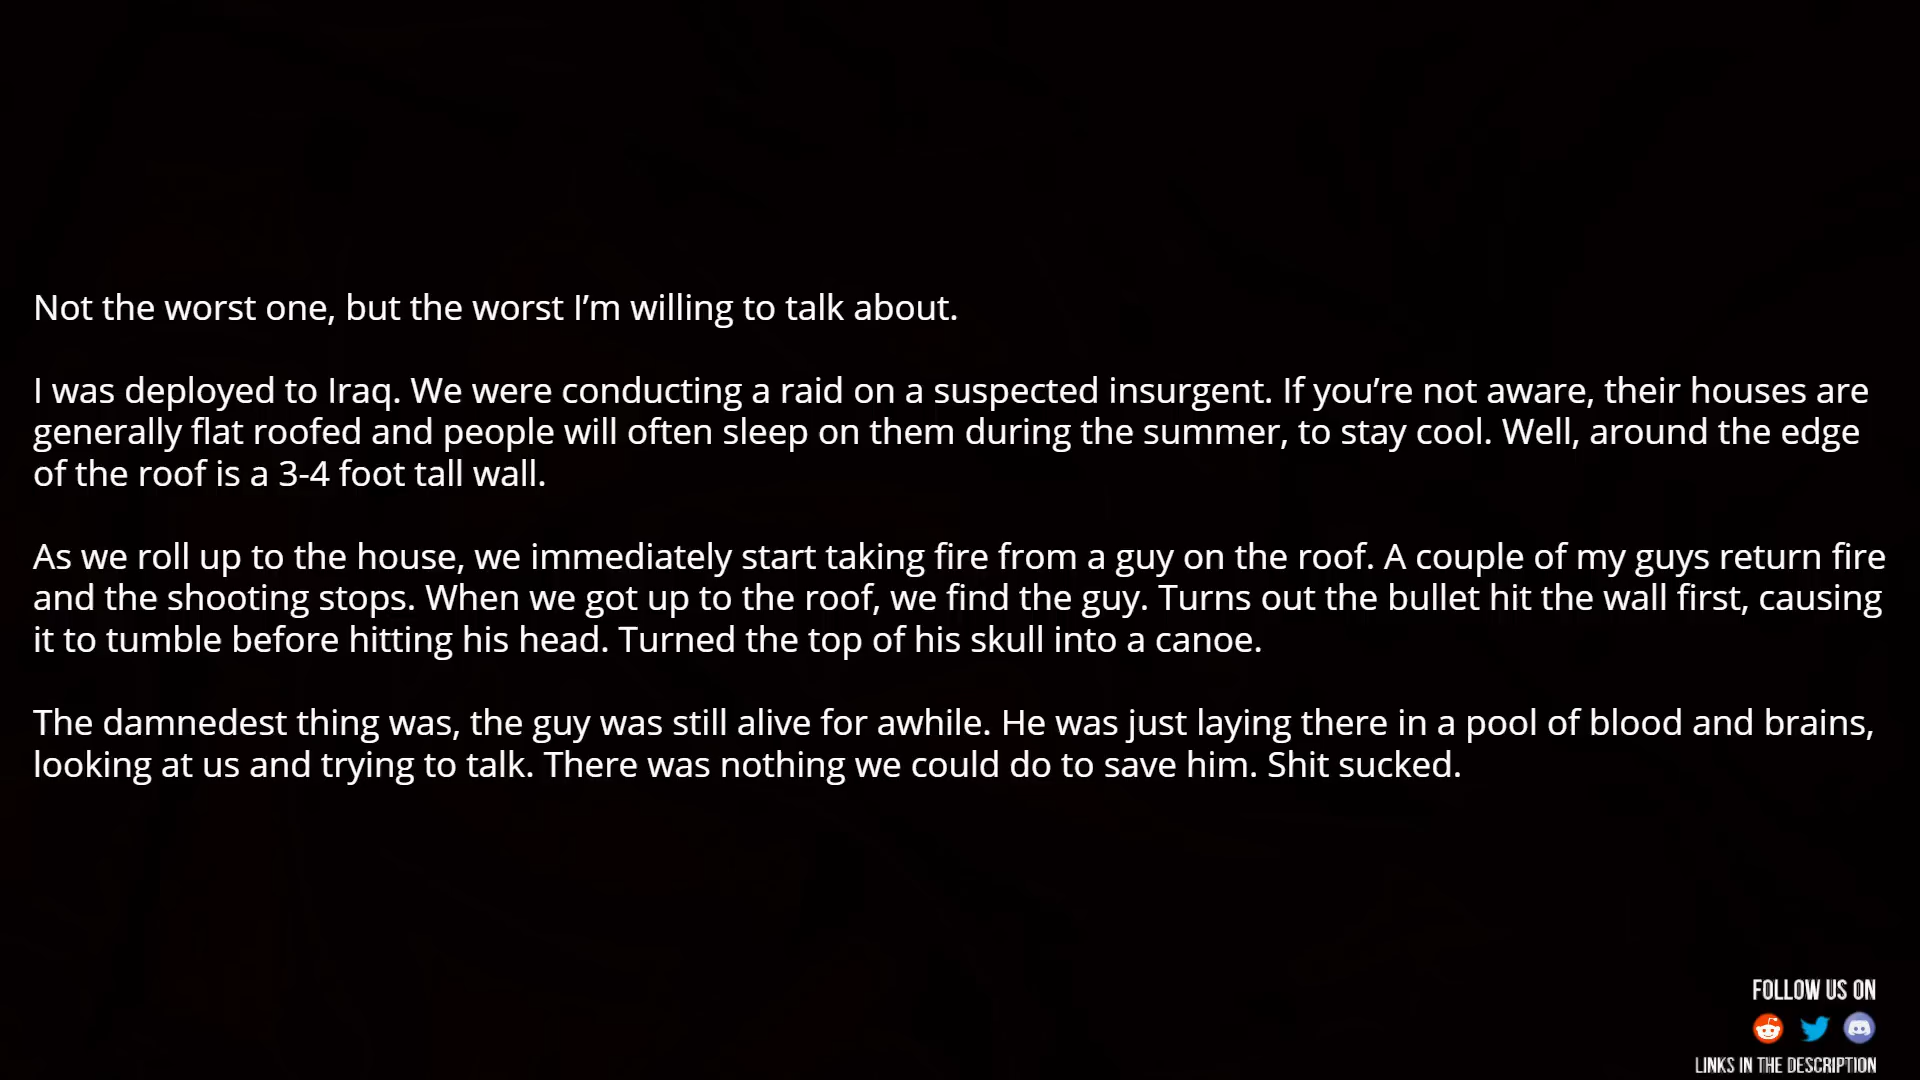 Not the worst one, but the worst I’m willing to talk about.
I was deployed to Iraq. We were conducting a raid on a suspected insurgent. If you’re not aware, their houses are
generally flat roofed and people will often sleep on them during the summer, to stay cool. Well, around the edge
of the roof is a 3-4 foot tall wall.
As we roll up to the house, we immediately start taking fire from a guy on the roof. A couple of my guys return fire
and the shooting stops. When we got up to the roof, we find the guy. Turns out the bullet hit the wall first, causing
it to tumble before hitting his head. Turned the top of his skull into a canoe.
The damnedest thing was, the guy was still alive for awhile. He was just laying there in a pool of blood and brains,
looking at us and trying to talk. There was nothing we could do to save him. Shit sucked.
FOLLOW US ON
LINKS IN THE DESCRIPTION